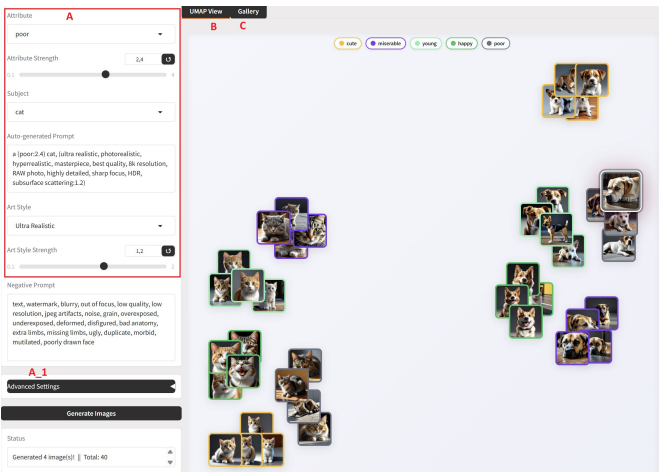 Attribute
A
poor
Attribute Strength
2,4
0.1
4
Subject
cat
Auto-generated Prompt
a (poor:2.4) cat, (ultra realistic, photorealistic,
hyperrealistic, masterpiece, best quality, 8k resolution,
RAW photo, highly detailed, sharp focus, HDR,
subsurface scattering:1.2)
Art Style
Ultra Realistic
Art Style Strength
1,2
0.1
2
Negative Prompt
text, watermark, blurry, out of focus, low quality, low
resolution, jpeg artifacts, noise, grain, overexposed,
underexposed, deformed, disfigured, bad anatomy,
extra limbs, missing limbs, ugly, duplicate, morbid,
mutilated, poorly drawn face
A_1
Advanced Settings
Generate Images
Status
Generated 4 image(s)! || Total: 40
UMAP View
Gallery
B
C
cute
miserable
young
happy
poor